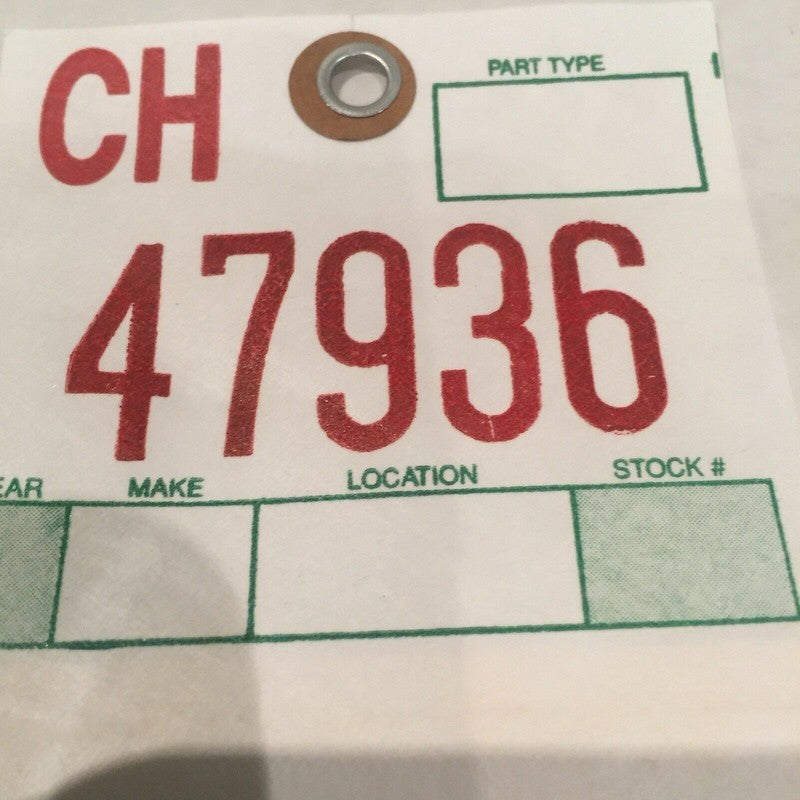 CH
PART TYPE
47936
EAR MAKE LOCATION STOCK #